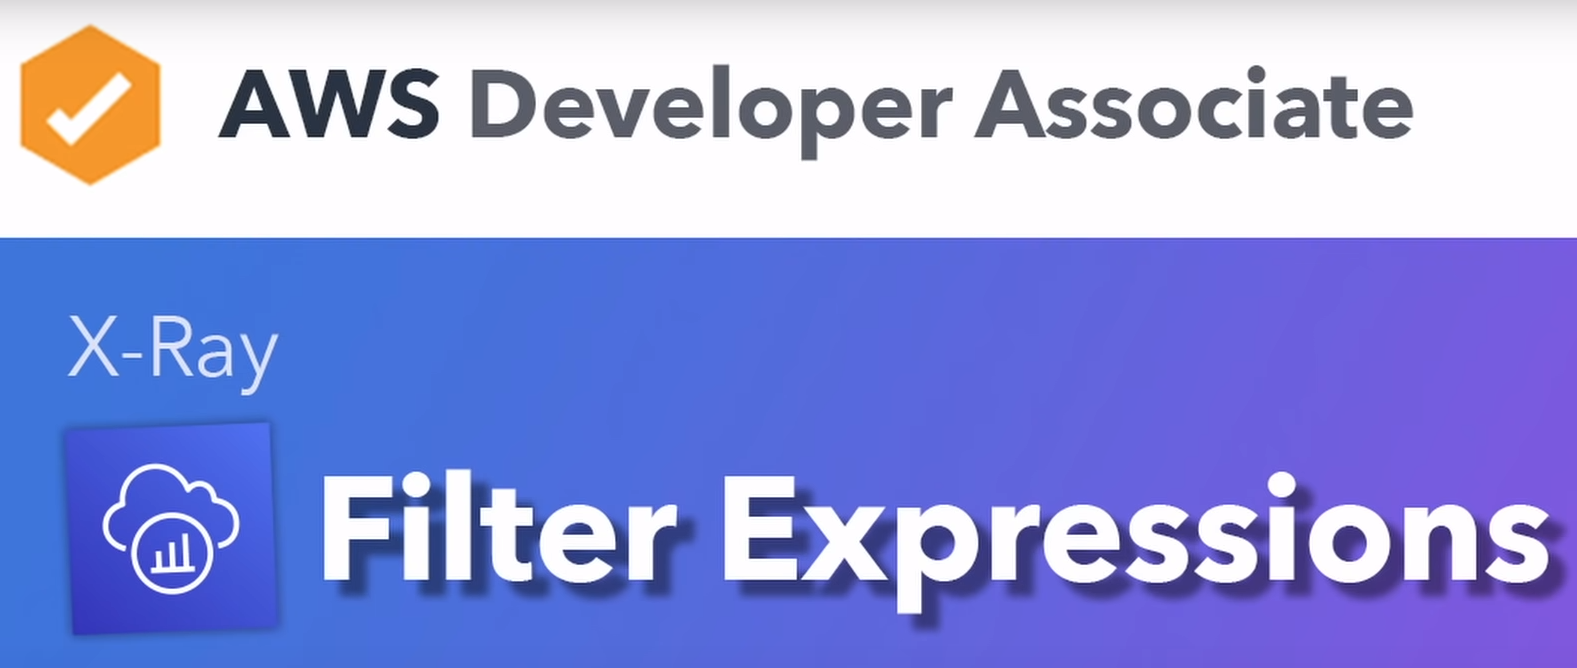 AWS Developer Associate
X-Ray
Filter Expressions